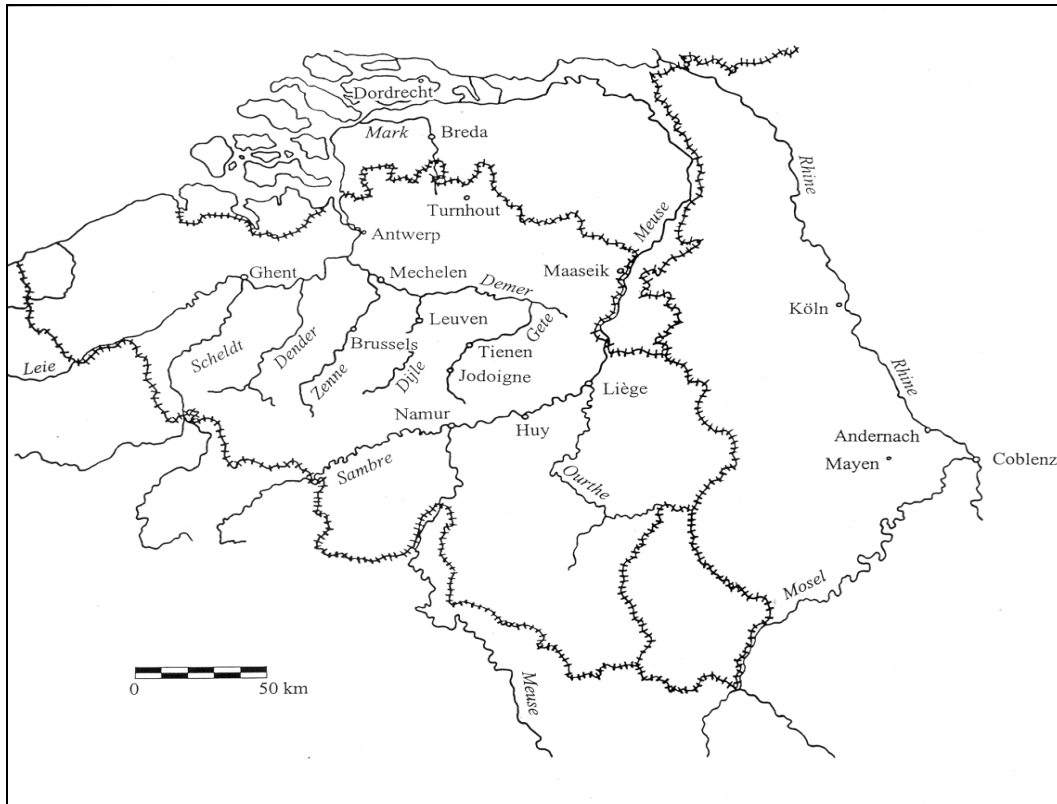 Dordrecht
Mark
Breda
Rhine
Turnhout
Meuse
Antwerp
Ghent
Mechelen
Demer
Maaseik
Köln
Leuven
Gete
Scheldt
Dender
Brussels
Tienen
Leie
Zenne
Dijle
Jodoigne
Rhine
Liège
Namur
Huy
Andernach
Mayen
Coblenz
Sambre
Ourthe
Mosel
Meuse
0 50 km